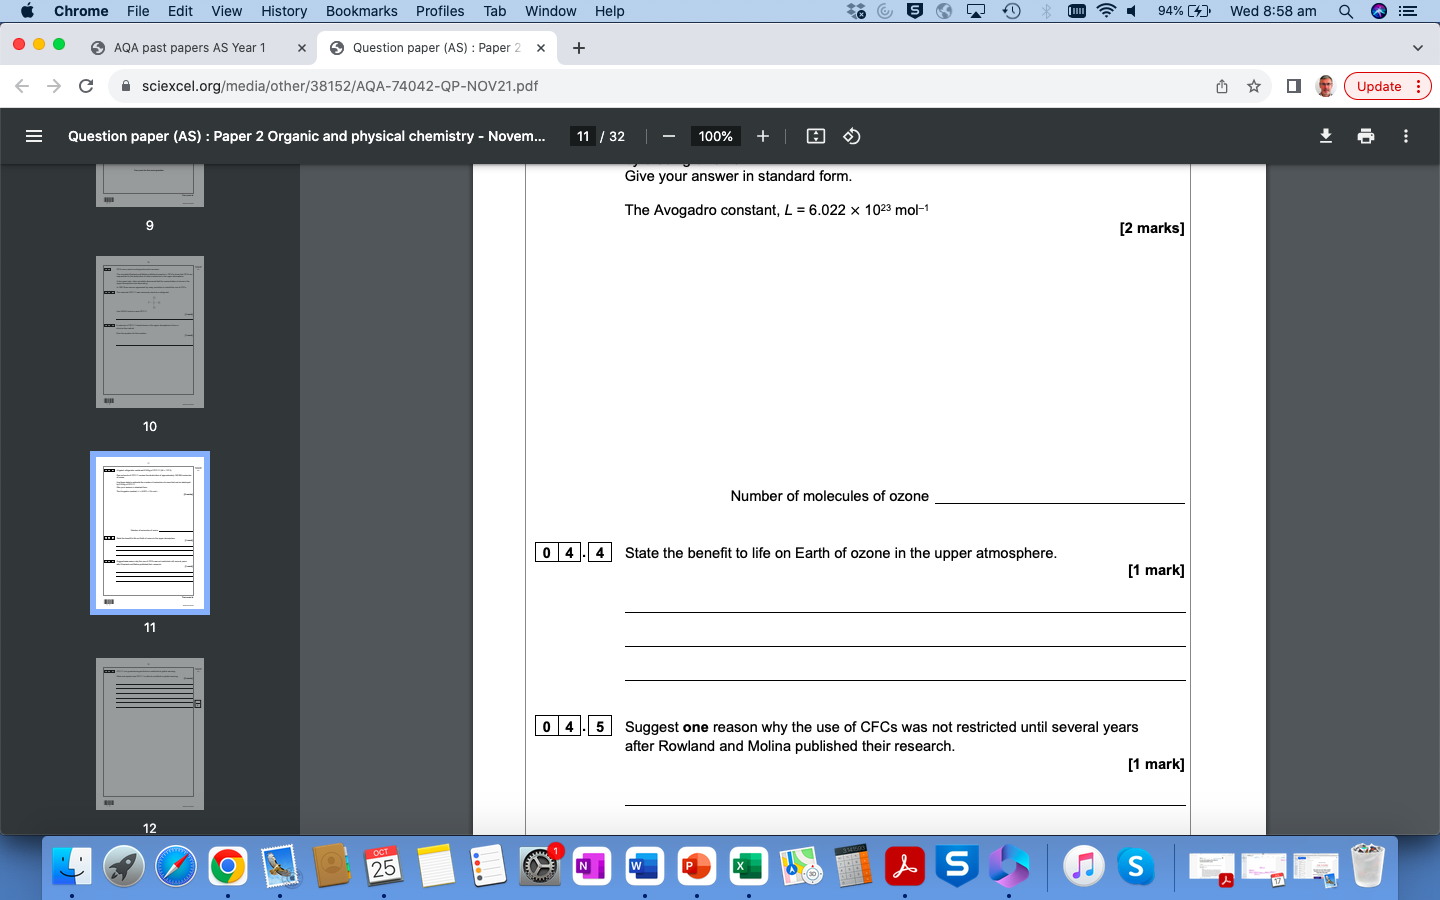 Chrome File Edit View History Bookmarks Profiles Tab Window Help 94% Wed 8:58 am
AQA past papers AS Year 1
Question paper (AS) : Paper 2
sciexcel.org/media/other/38152/AQA-74042-QP-NOV21.pdf
Update
Question paper (AS) : Paper 2 Organic and physical chemistry - Novem...
11 / 32
100%
9
10
11
12
Give your answer in standard form.
The Avogadro constant, L = 6.022 × 10²³ mol⁻¹
[2 marks]
Number of molecules of ozone
0 4 . 4 State the benefit to life on Earth of ozone in the upper atmosphere.
[1 mark]
0 4 . 5 Suggest one reason why the use of CFCs was not restricted until several years
after Rowland and Molina published their research.
[1 mark]
OCT
25
1
N
W
P
X
3D
S
S
17